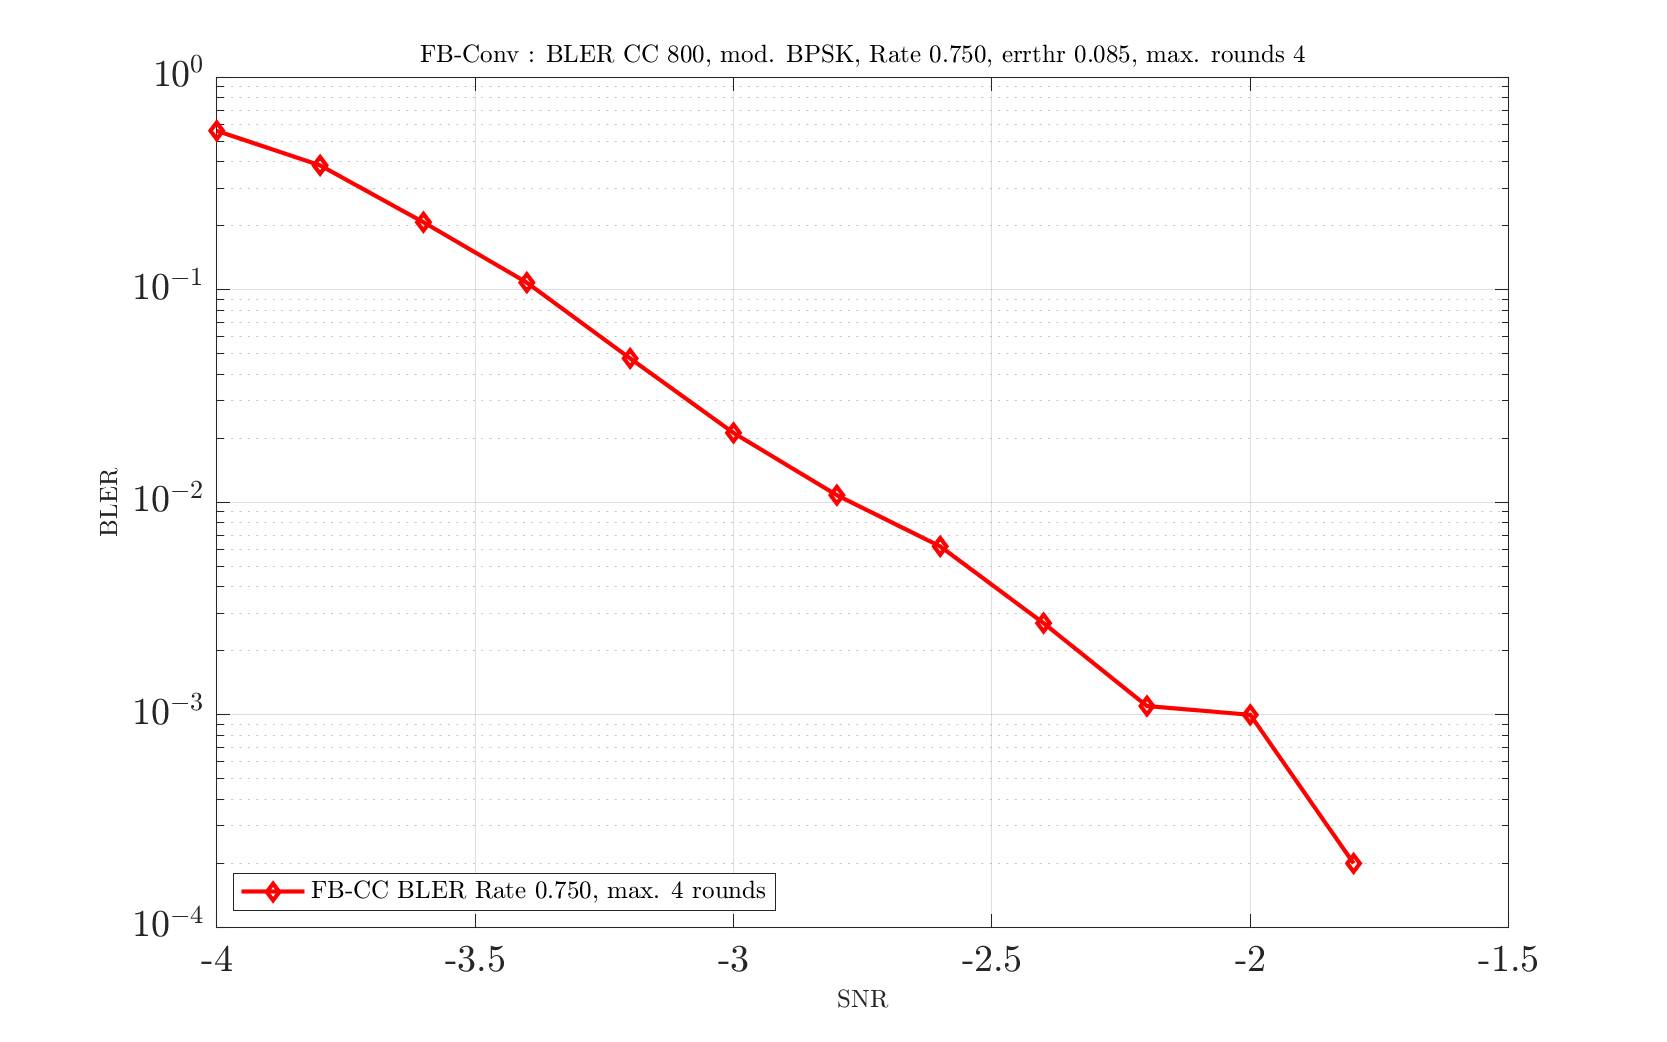 FB-Conv : BLER CC 800, mod. BPSK, Rate 0.750, errthr 0.085, max. rounds 4
10^0
10^{-1}
10^{-2}
10^{-3}
10^{-4}
BLER
FB-CC BLER Rate 0.750, max. 4 rounds
-4 -3.5 -3 -2.5 -2 -1.5
SNR